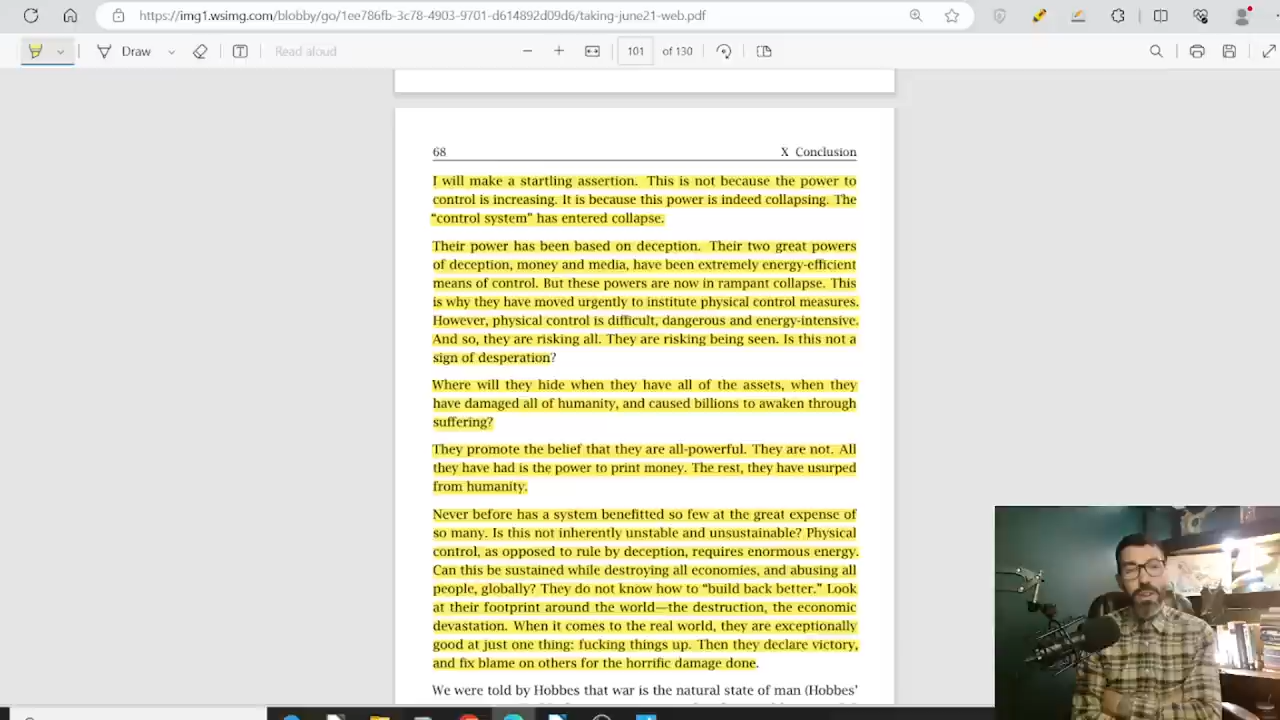 https://img1.wsimg.com/blobby/go/1ee786fb-3c78-4903-9701-d614892d09d6/taking-june21-web.pdf
Draw
Read aloud
101
of 130
68
X Conclusion
I will make a startling assertion. This is not because the power to
control is increasing. It is because this power is indeed collapsing. The
“control system” has entered collapse.
Their power has been based on deception. Their two great powers
of deception, money and media, have been extremely energy-efficient
means of control. But these powers are now in rampant collapse. This
is why they have moved urgently to institute physical control measures.
However, physical control is difficult, dangerous and energy-intensive.
And so, they are risking all. They are risking being seen. Is this not a
sign of desperation?
Where will they hide when they have all of the assets, when they
have damaged all of humanity, and caused billions to awaken through
suffering?
They promote the belief that they are all-powerful. They are not. All
they have had is the power to print money. The rest, they have usurped
from humanity.
Never before has a system benefitted so few at the great expense of
so many. Is this not inherently unstable and unsustainable? Physical
control, as opposed to rule by deception, requires enormous energy.
Can this be sustained while destroying all economies, and abusing all
people, globally? They do not know how to “build back better.” Look
at their footprint around the world—the destruction, the economic
devastation. When it comes to the real world, they are exceptionally
good at just one thing: fucking things up. Then they declare victory,
and fix blame on others for the horrific damage done.
We were told by Hobbes that war is the natural state of man (Hobbes’